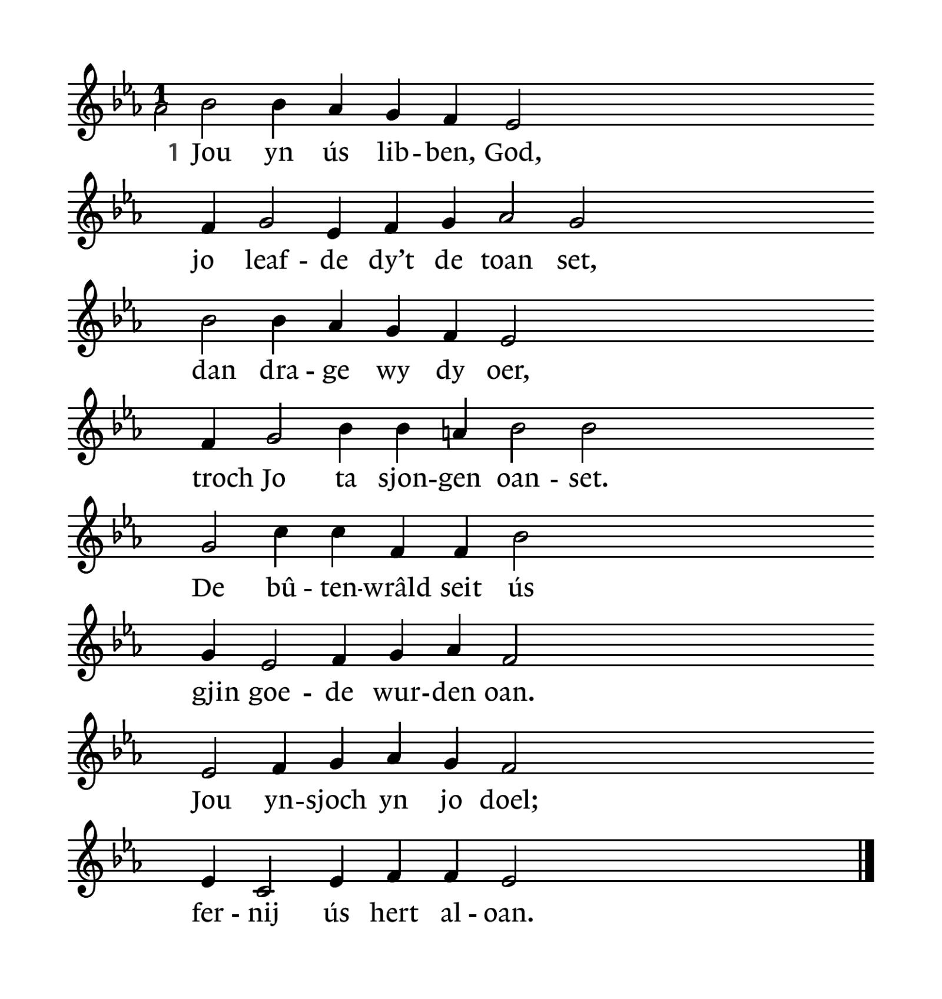 1
1 Jou yn ús lib-ben, God,
jo leaf-de dy’t de toan set,
dan dra-ge wy dy oer,
troch Jo ta sjon-gen oan-set.
De bû-ten-wrâld seit ús
gjin goe-de wur-den oan.
Jou yn-sjoch yn jo doel;
fer-nij ús hert al-oan.